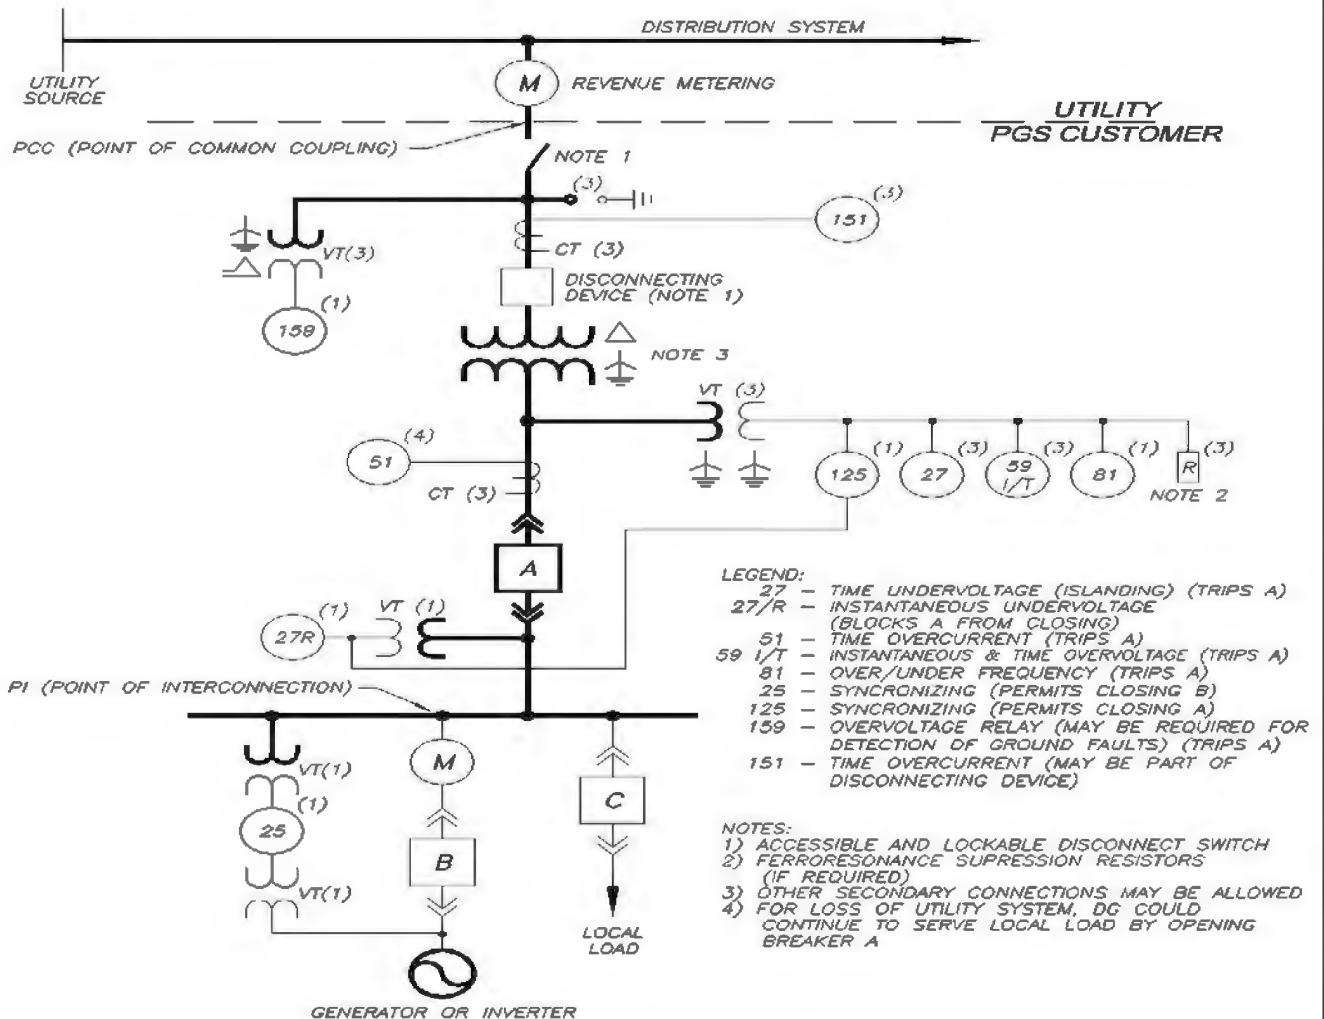 DISTRIBUTION SYSTEM
UTILITY
SOURCE
M
REVENUE METERING
UTILITY
PGS CUSTOMER
PCC (POINT OF COMMON COUPLING)
NOTE 1
(3)
(3)
151
VT(3)
CT (3)
DISCONNECTING
DEVICE (NOTE 1)
(1)
159
NOTE 3
VT (3)
(4)
51
CT (3)
(1)
125
(3)
27
(3)
59
I/T
(1)
81
(3)
R
NOTE 2
A
(1)
27R
VT (1)
PI (POINT OF INTERCONNECTION)
LEGEND:
27 – TIME UNDERVOLTAGE (ISLANDING) (TRIPS A)
27/R – INSTANTANEOUS UNDERVOLTAGE
(BLOCKS A FROM CLOSING)
51 – TIME OVERCURRENT (TRIPS A)
59 I/T – INSTANTANEOUS & TIME OVERVOLTAGE (TRIPS A)
81 – OVER/UNDER FREQUENCY (TRIPS A)
25 – SYNCRONIZING (PERMITS CLOSING B)
125 – SYNCRONIZING (PERMITS CLOSING A)
159 – OVERVOLTAGE RELAY (MAY BE REQUIRED FOR
DETECTION OF GROUND FAULTS) (TRIPS A)
151 – TIME OVERCURRENT (MAY BE PART OF
DISCONNECTING DEVICE)
VT(1)
(1)
25
VT(1)
M
B
C
LOCAL
LOAD
GENERATOR OR INVERTER
NOTES:
1) ACCESSIBLE AND LOCKABLE DISCONNECT SWITCH
2) FERRORESONANCE SUPRESSION RESISTORS
(IF REQUIRED)
3) OTHER SECONDARY CONNECTIONS MAY BE ALLOWED
4) FOR LOSS OF UTILITY SYSTEM, DG COULD
CONTINUE TO SERVE LOCAL LOAD BY OPENING
BREAKER A